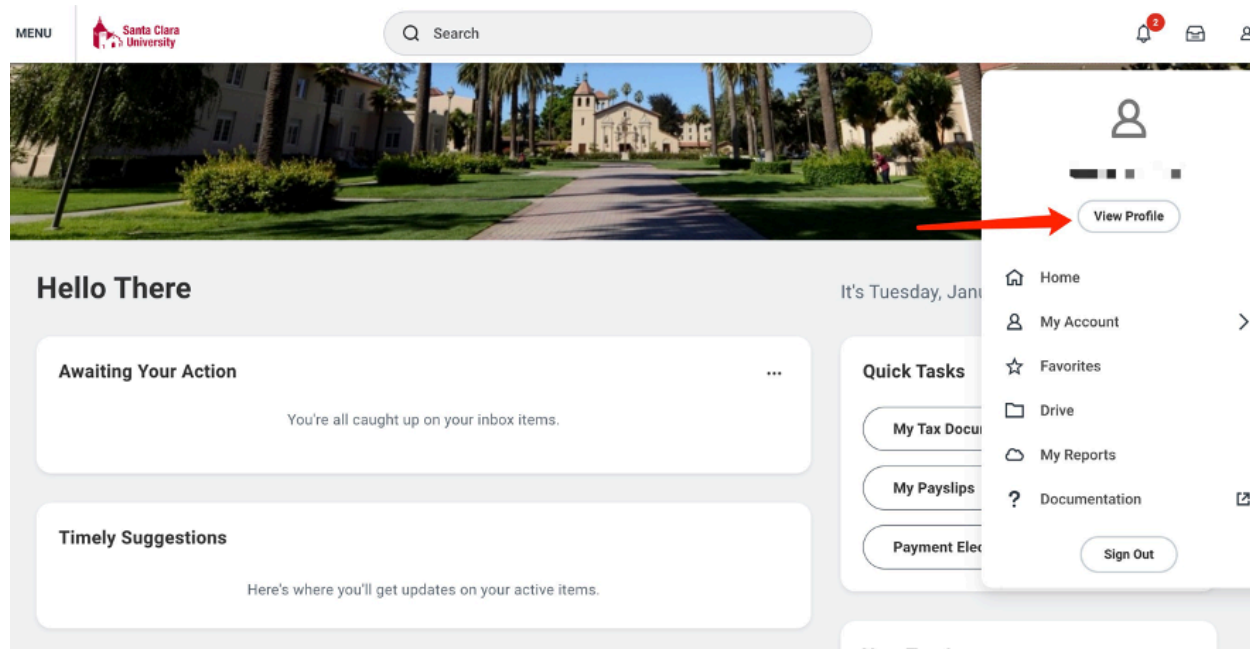 MENU
Santa Clara
University
Search
2
View Profile
Hello There
It's Tuesday, Janu
Home
My Account
Favorites
Drive
My Reports
? Documentation
Sign Out
Awaiting Your Action
...
You're all caught up on your inbox items.
Timely Suggestions
Here's where you'll get updates on your active items.
Quick Tasks
My Tax Docu
My Payslips
Payment Elec